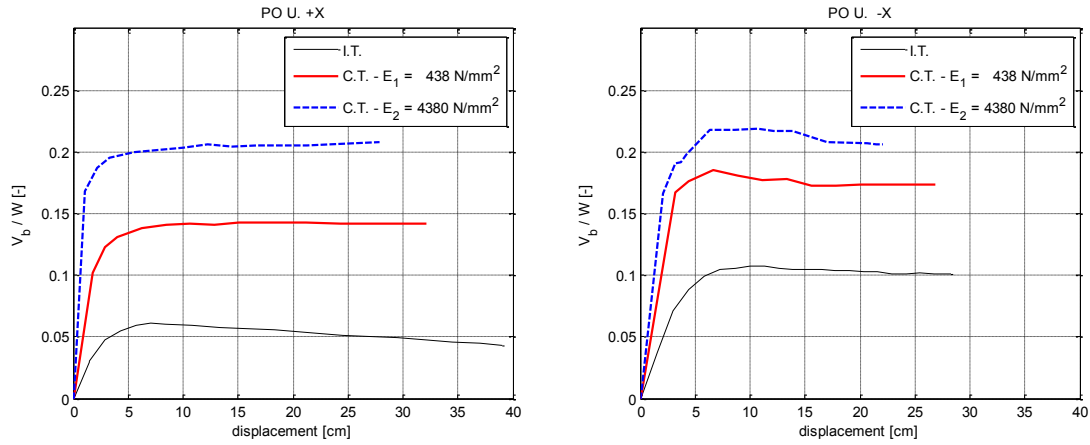 PO U. +X
I.T.
C.T. - E₁ = 438 N/mm²
C.T. - E₂ = 4380 N/mm²
0.25
0.2
0.15
0.1
0.05
0
V_b / W [-]
0 5 10 15 20 25 30 35 40
displacement [cm]
PO U. -X
I.T.
C.T. - E₁ = 438 N/mm²
C.T. - E₂ = 4380 N/mm²
0.25
0.2
0.15
0.1
0.05
0
V_b / W [-]
0 5 10 15 20 25 30 35 40
displacement [cm]